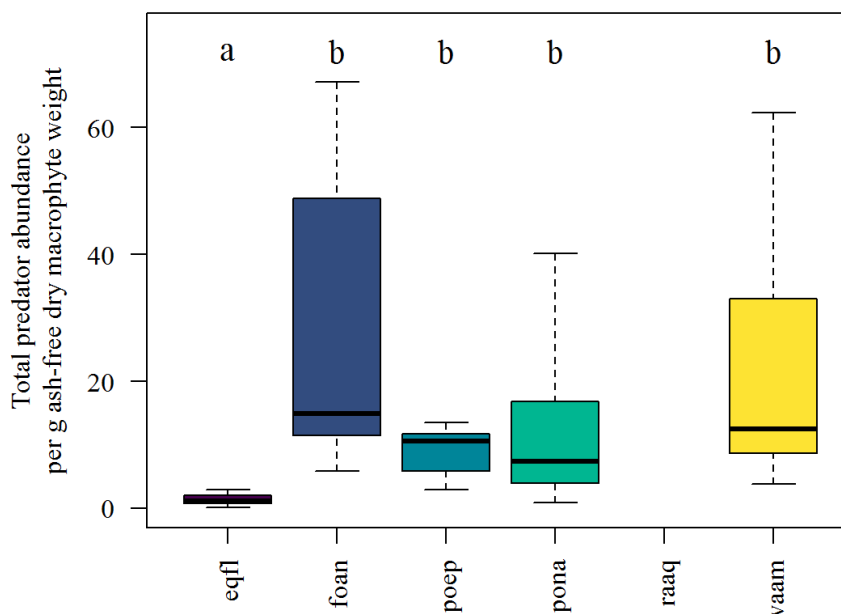 a b b b b
Total predator abundance
per g ash-free dry macrophyte weight
60
40
20
0
eqfl foan poep pona raaq vaam